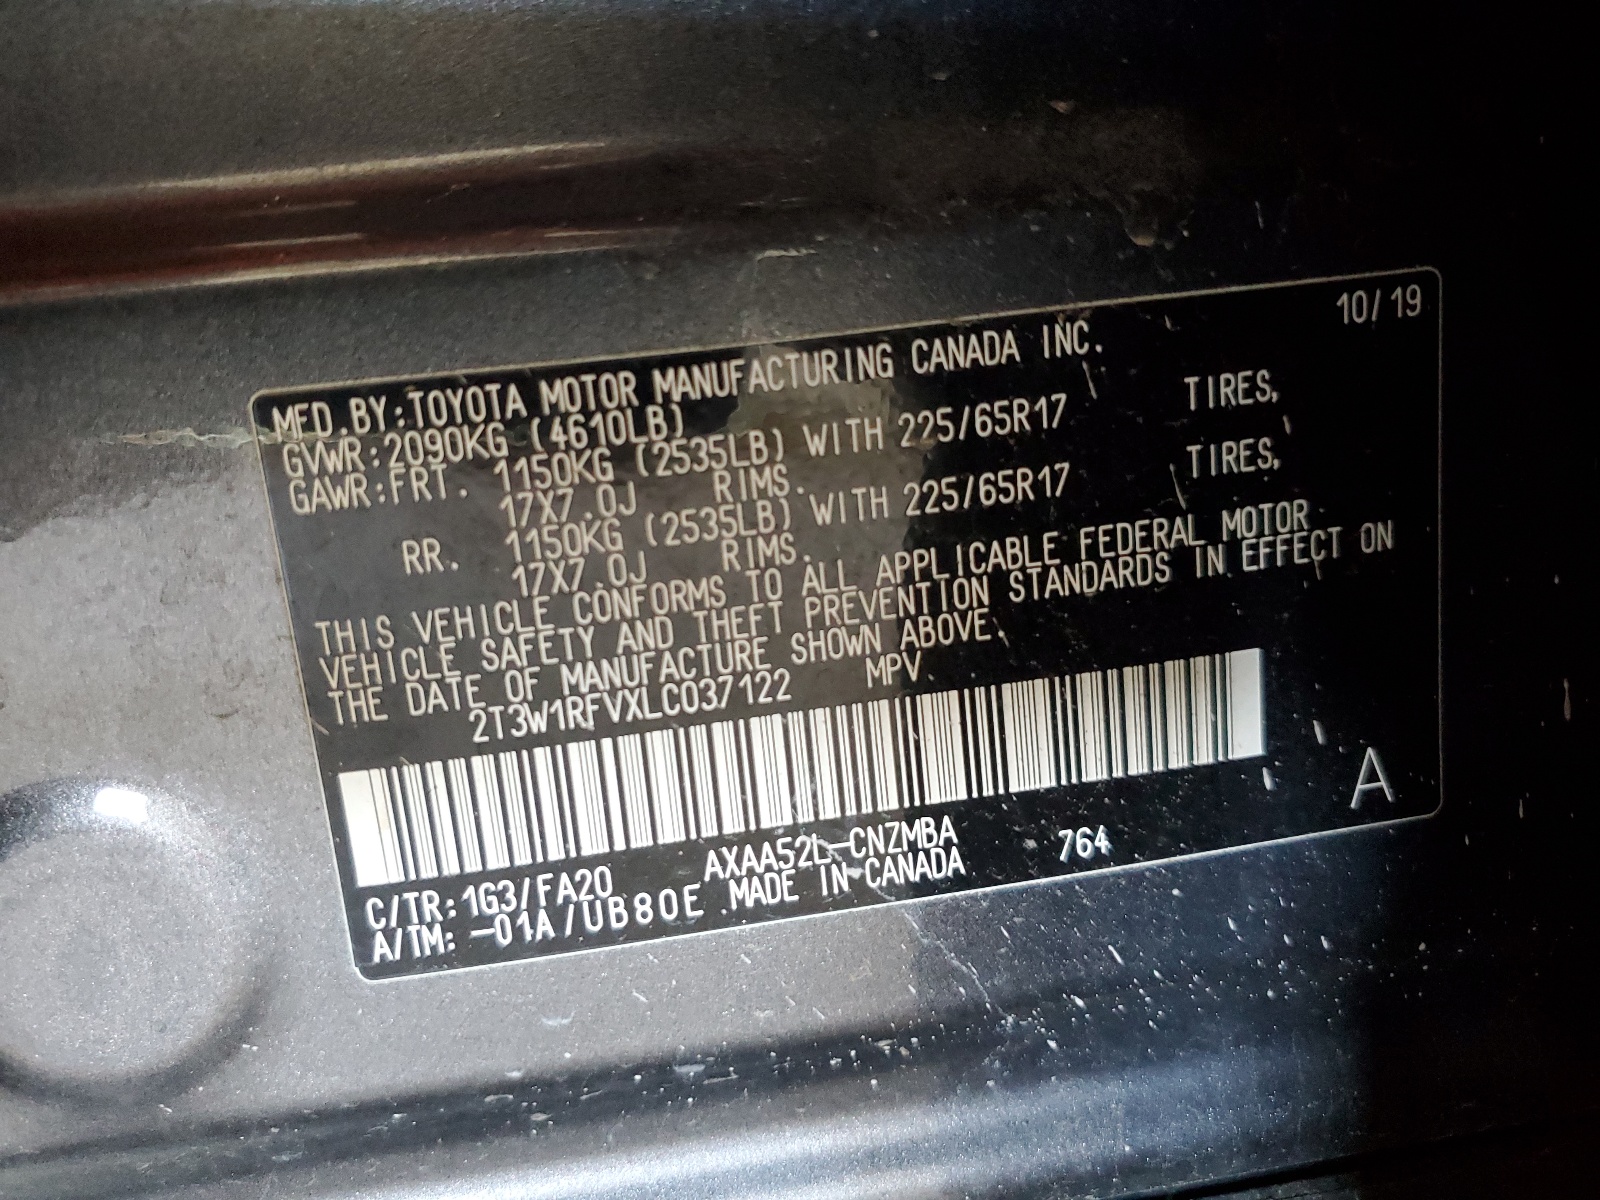 10/19
MFD.BY:TOYOTA MOTOR MANUFACTURING CANADA INC.
GVWR:2090KG (4610LB)
GAWR:FRT. 1150KG (2535LB) WITH 225/65R17 TIRES,
17X7.0J RIMS.
RR. 1150KG (2535LB) WITH 225/65R17 TIRES,
17X7.0J RIMS.
THIS VEHICLE CONFORMS TO ALL APPLICABLE FEDERAL MOTOR
VEHICLE SAFETY AND THEFT PREVENTION STANDARDS IN EFFECT ON
THE DATE OF MANUFACTURE SHOWN ABOVE.
2T3W1RFVXLC037122 MPV
A
C/TR:1G3/FA20 AXAA52L-CNZMBA 764
A/TM: -01A/UB80E MADE IN CANADA